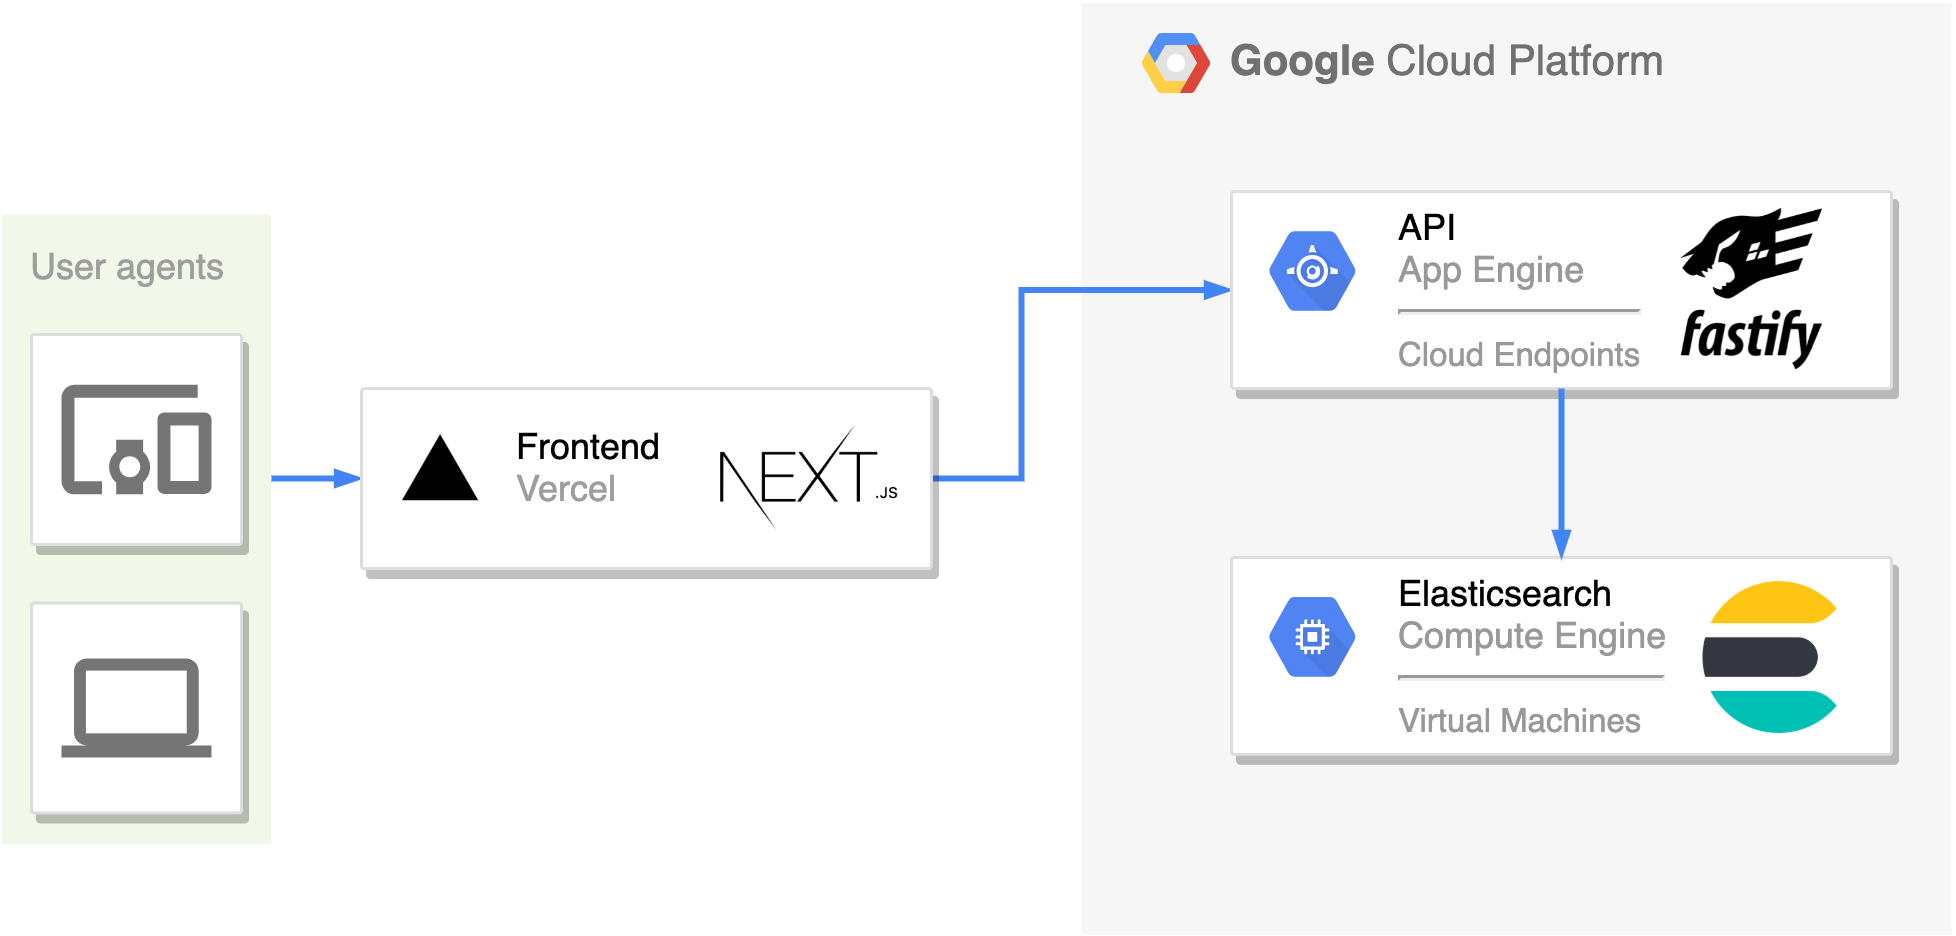 Google Cloud Platform
User agents
Frontend
Vercel
NEXT.JS
API
App Engine
Cloud Endpoints
fastify
Elasticsearch
Compute Engine
Virtual Machines